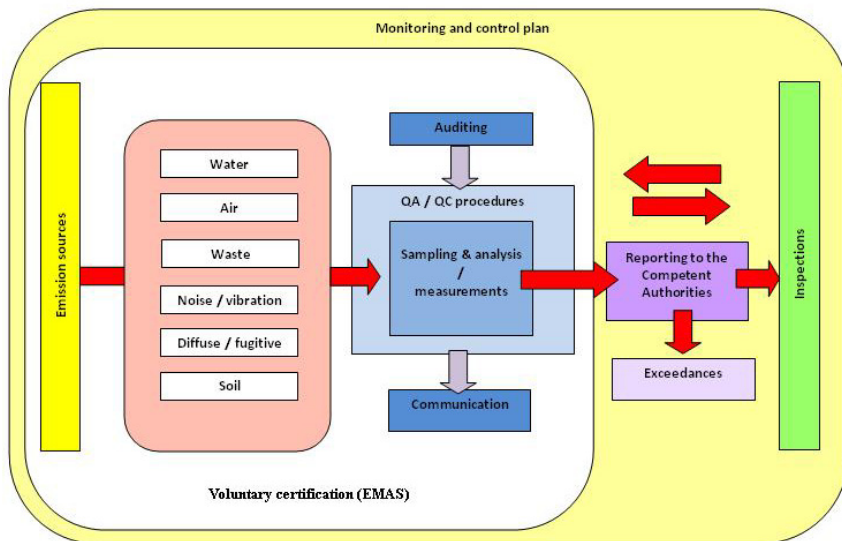 Monitoring and control plan
Emission sources
Water
Air
Waste
Noise / vibration
Diffuse / fugitive
Soil
Auditing
QA / QC procedures
Sampling & analysis
/
measurements
Communication
Reporting to the
Competent
Authorities
Exceedances
Inspections
Voluntary certification (EMAS)